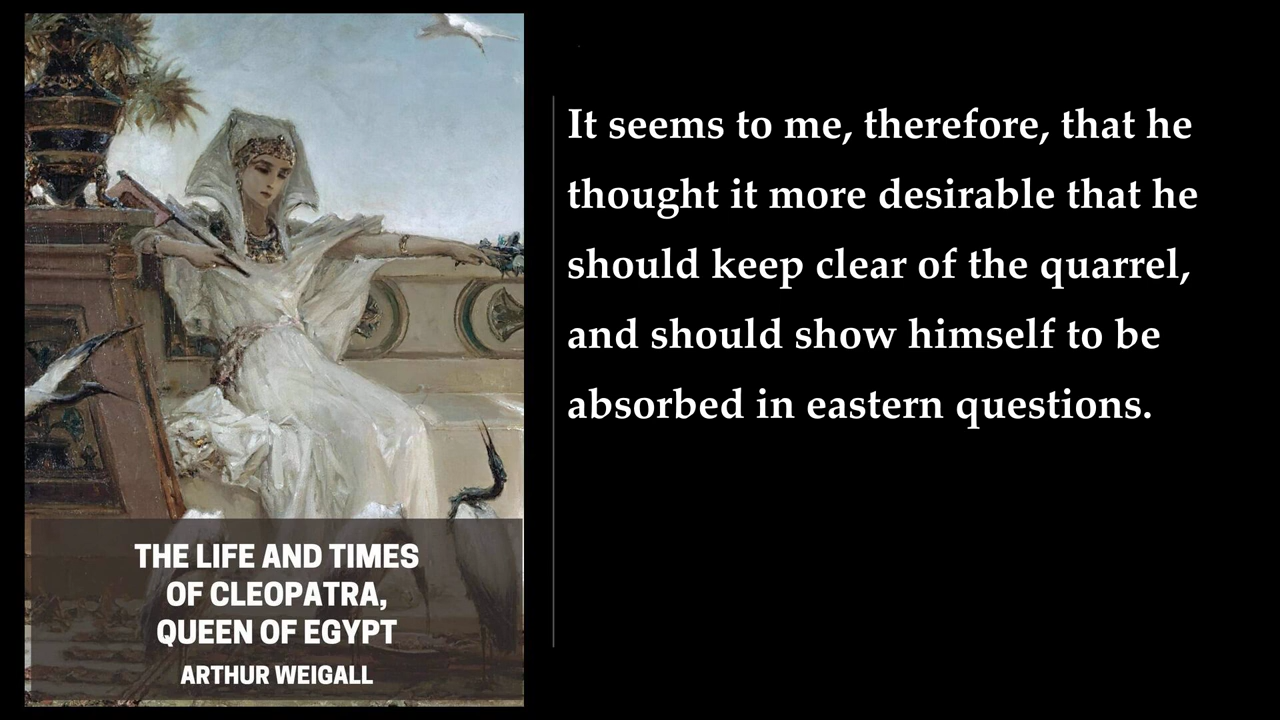 It seems to me, therefore, that he
thought it more desirable that he
should keep clear of the quarrel,
and should show himself to be
absorbed in eastern questions.
THE LIFE AND TIMES
OF CLEOPATRA,
QUEEN OF EGYPT
ARTHUR WEIGALL